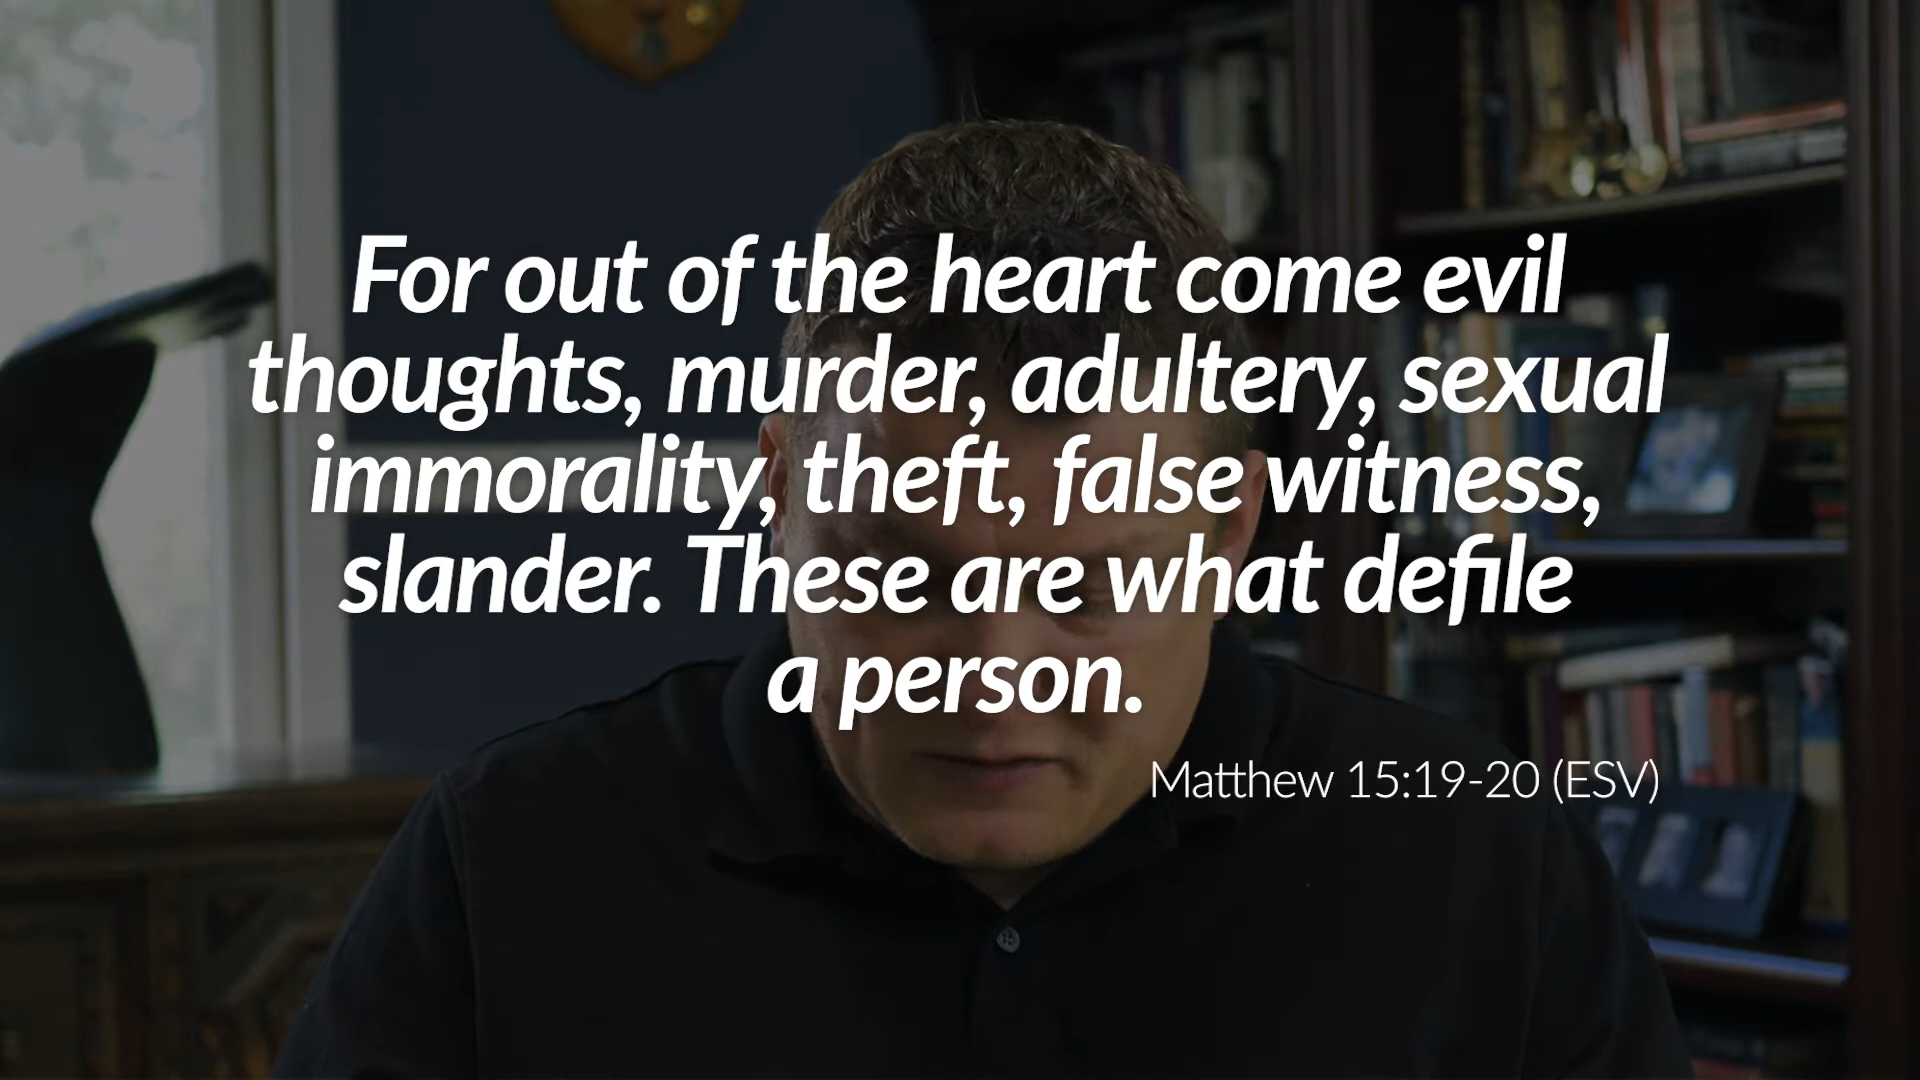 For out of the heart come evil
thoughts, murder, adultery, sexual
immorality, theft, false witness,
slander. These are what defile
a person.
Matthew 15:19-20 (ESV)